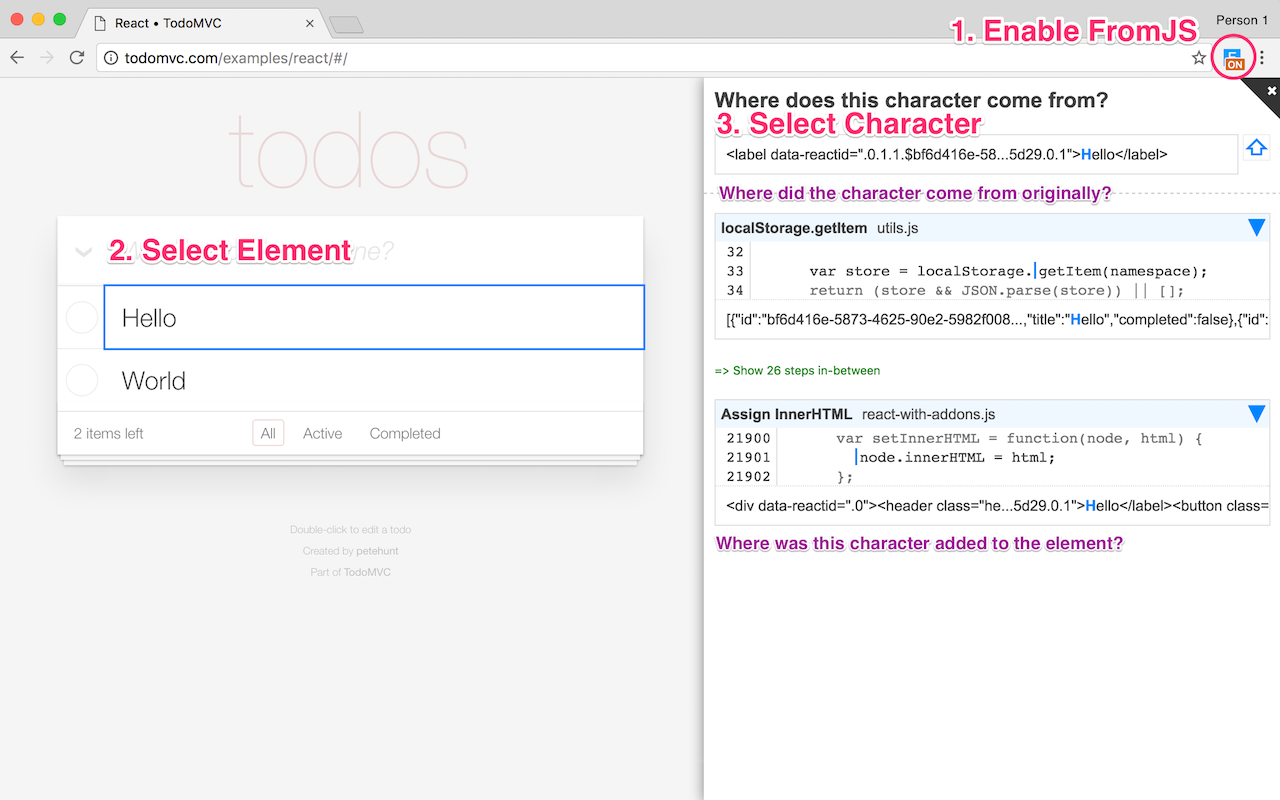 React • TodoMVC
Person 1
1. Enable FromJS
todomvc.com/examples/react/#/
ON
todos
2. Select Element
ne?
Hello
World
2 items left
All
Active
Completed
Double-click to edit a todo
Created by petehunt
Part of TodoMVC
Where does this character come from?
3. Select Character
<label data-reactid=".0.1.1.$bf6d416e-58...5d29.0.1">Hello</label>
Where did the character come from originally?
localStorage.getItem utils.js
32
33 var store = localStorage.getItem(namespace);
34 return (store && JSON.parse(store)) || [];
[{"id":"bf6d416e-5873-4625-90e2-5982f008...,"title":"Hello","completed":false},{"id":
=> Show 26 steps in-between
Assign InnerHTML react-with-addons.js
21900 var setInnerHTML = function(node, html) {
21901 node.innerHTML = html;
21902 };
<div data-reactid=".0"><header class="he...5d29.0.1">Hello</label><button class=
Where was this character added to the element?